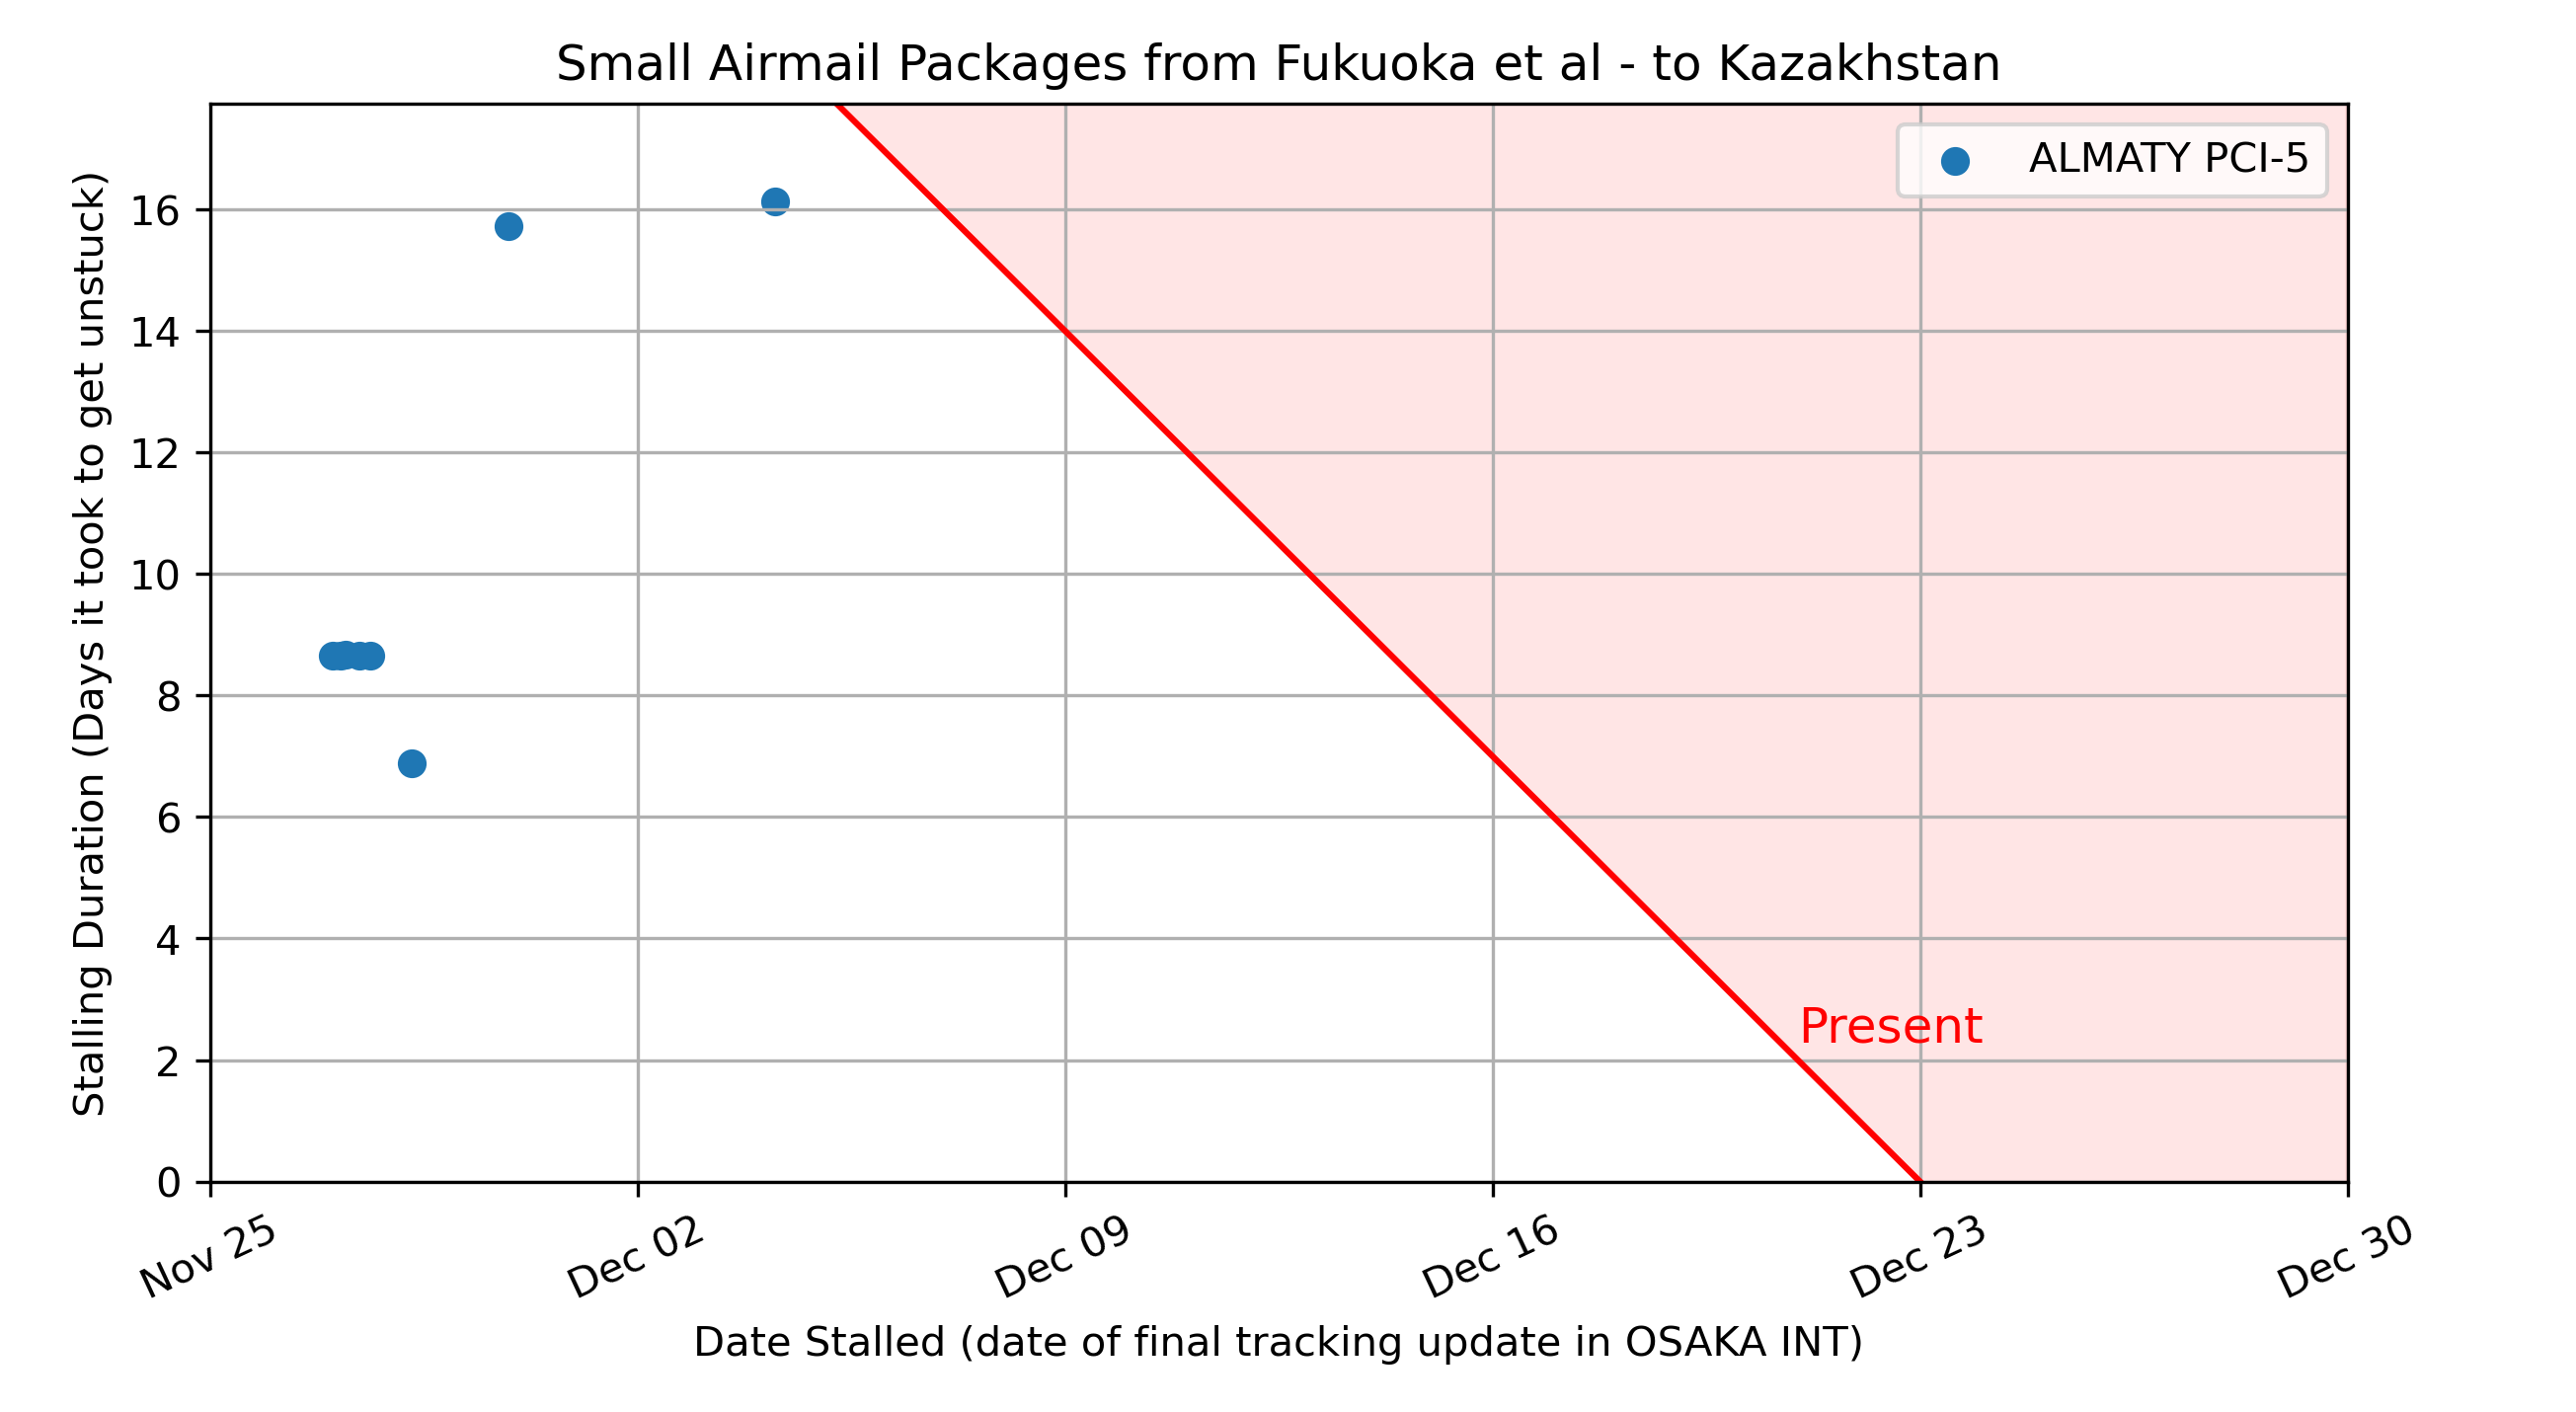 Small Airmail Packages from Fukuoka et al - to Kazakhstan
ALMATY PCI-5
Stalling Duration (Days it took to get unstuck)
16
14
12
10
8
6
4
2
0
Present
Nov 25
Dec 02
Dec 09
Dec 16
Dec 23
Dec 30
Date Stalled (date of final tracking update in OSAKA INT)